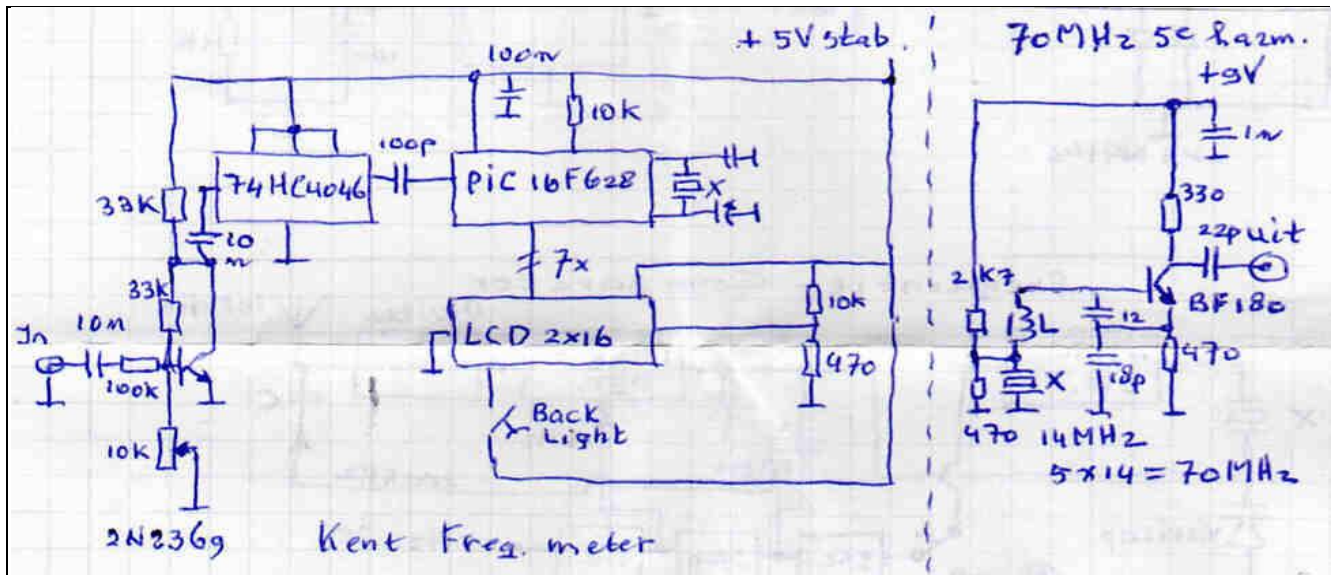 + 5V stab.
100n
10k
33K
74HC4046
100p
PiC 16F628
X
10
n
7x
33K
10n
Jn
100k
LCD 2x16
10k
470
Back
Light
10K
2N2369
Kent Freq. meter
70MHz 5e harm.
+9V
1n
330
22p uit
2K7
L
12
BF180
X
18p
470
470
14MHz
5x14 = 70MHz